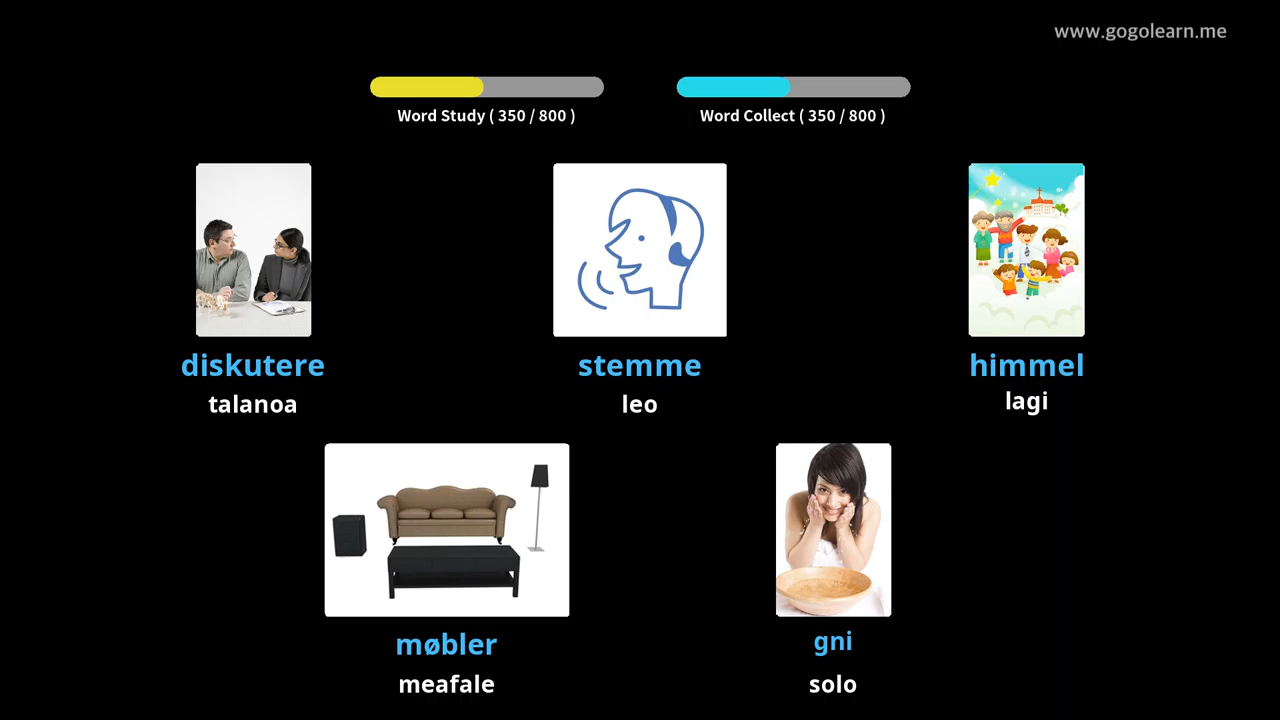 www.gogolearn.me
Word Study ( 350 / 800 )
Word Collect ( 350 / 800 )
diskutere
talanoa
stemme
leo
himmel
lagi
møbler
meafale
gni
solo